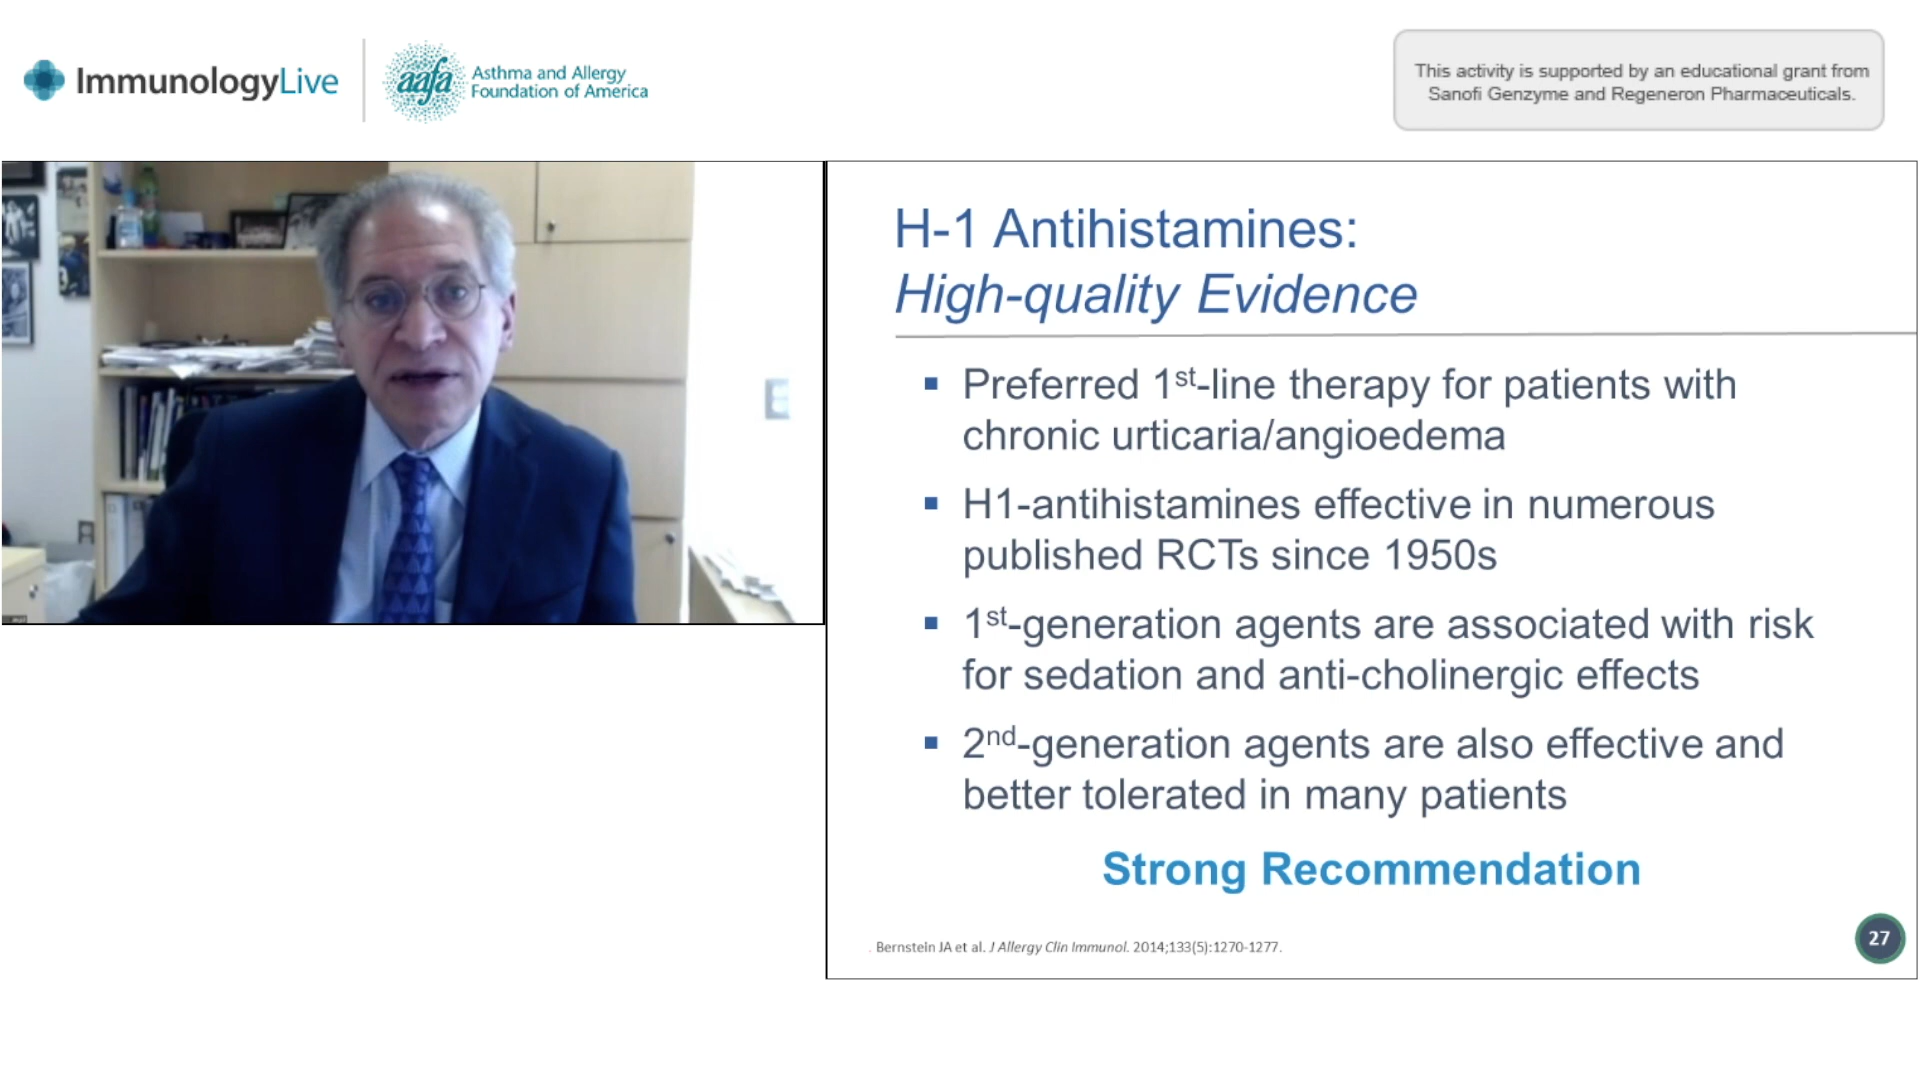 ImmunologyLive
aafa
Asthma and Allergy
Foundation of America
This activity is supported by an educational grant from
Sanofi Genzyme and Regeneron Pharmaceuticals.
H-1 Antihistamines:
High-quality Evidence
▪ Preferred 1st-line therapy for patients with
chronic urticaria/angioedema
▪ H1-antihistamines effective in numerous
published RCTs since 1950s
▪ 1st-generation agents are associated with risk
for sedation and anti-cholinergic effects
▪ 2nd-generation agents are also effective and
better tolerated in many patients
Strong Recommendation
. Bernstein JA et al. J Allergy Clin Immunol. 2014;133(5):1270-1277.
27